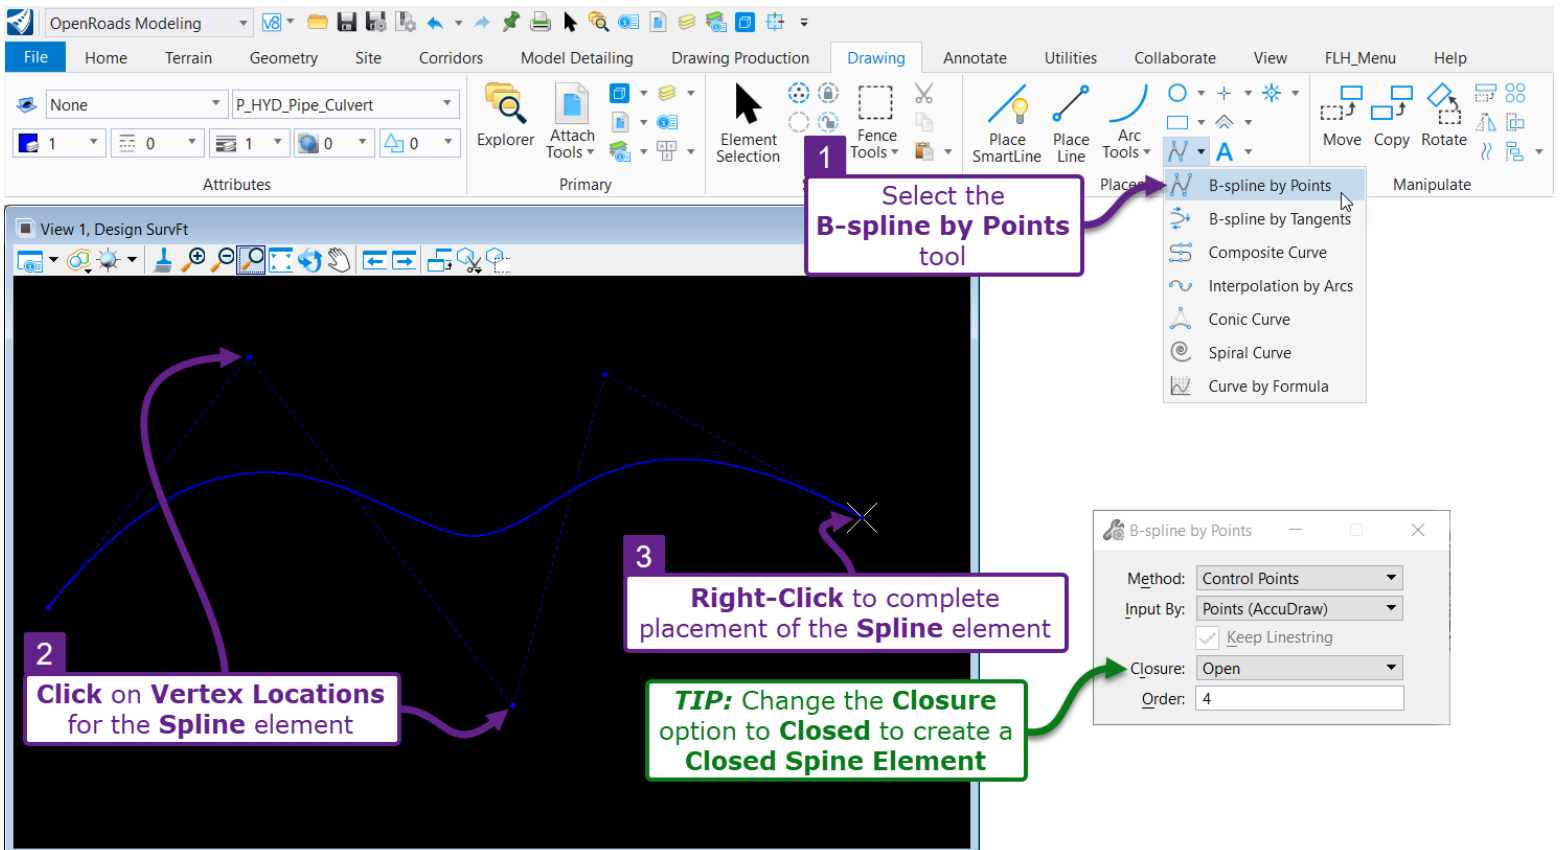 OpenRoads Modeling
V8
File Home Terrain Geometry Site Corridors Model Detailing Drawing Production Drawing Annotate Utilities Collaborate View FLH_Menu Help
None
P_HYD_Pipe_Culvert
1 0 1 0 0
Attributes
Explorer
Attach
Tools
Primary
Element
Selection
Fence
Tools
S
Place
SmartLine
Place
Line
Arc
Tools
A
Placem
Move Copy Rotate
Manipulate
B-spline by Points
B-spline by Tangents
Composite Curve
Interpolation by Arcs
Conic Curve
Spiral Curve
Curve by Formula
1
Select the
B-spline by Points
tool
View 1, Design SurvFt
2
Click on Vertex Locations
for the Spline element
3
Right-Click to complete
placement of the Spline element
TIP: Change the Closure
option to Closed to create a
Closed Spine Element
B-spline by Points
Method: Control Points
Input By: Points (AccuDraw)
Keep Linestring
Closure: Open
Order: 4